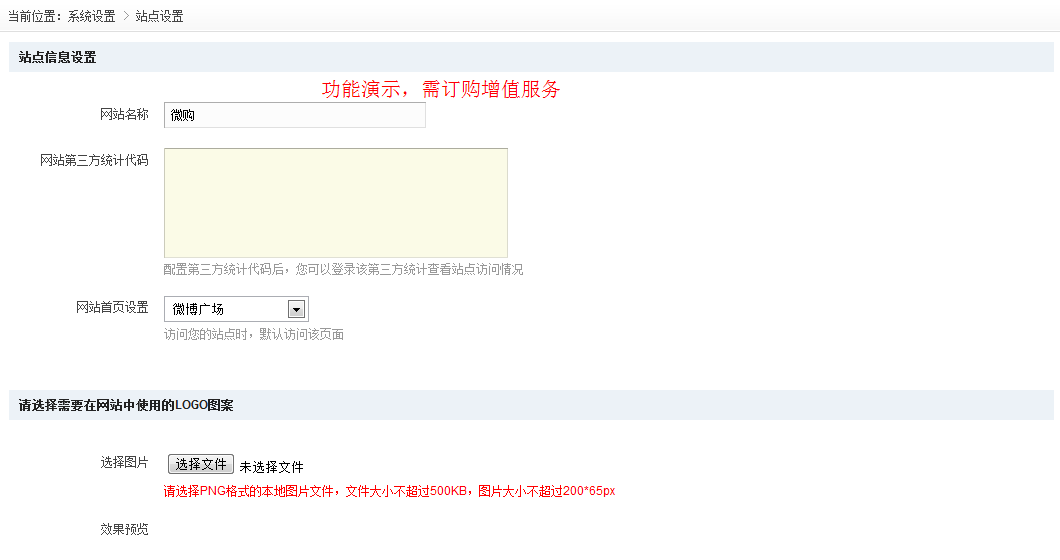 当前位置：系统设置 > 站点设置
站点信息设置
功能演示，需订购增值服务
网站名称 微购
网站第三方统计代码
配置第三方统计代码后，您可以登录该第三方统计查看站点访问情况
网站首页设置 微博广场
访问您的站点时，默认访问该页面
请选择需要在网站中使用的LOGO图案
选择图片 选择文件 未选择文件
请选择PNG格式的本地图片文件，文件大小不超过500KB，图片大小不超过200*65px
效果预览